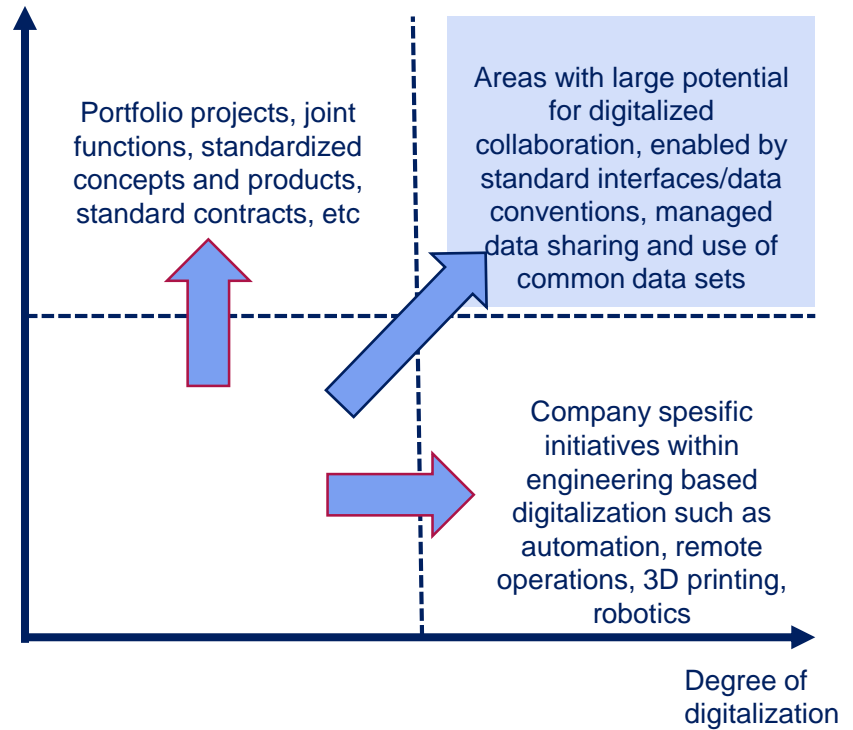 Portfolio projects, joint
functions, standardized
concepts and products,
standard contracts, etc
Areas with large potential
for digitalized
collaboration, enabled by
standard interfaces/data
conventions, managed
data sharing and use of
common data sets
Company spesific
initiatives within
engineering based
digitalization such as
automation, remote
operations, 3D printing,
robotics
Degree of
digitalization